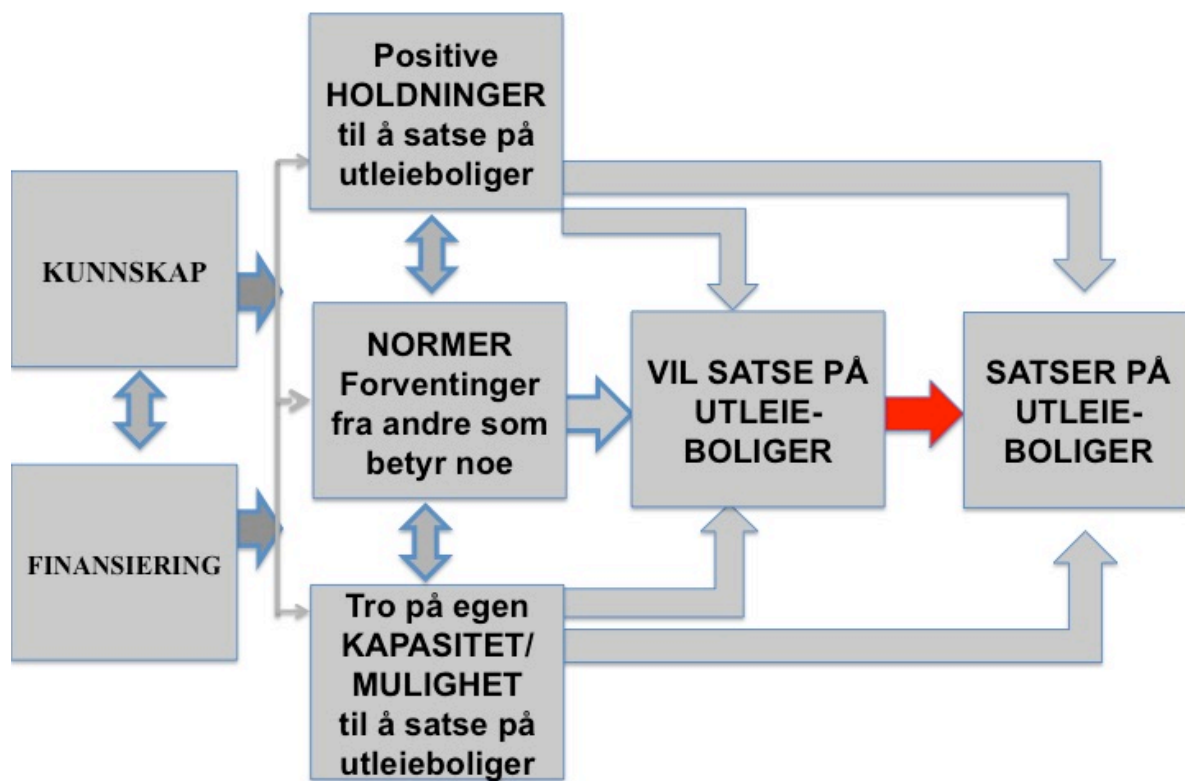 KUNNSKAP
FINANSIERING
Positive
HOLDNINGER
til å satse på
utleieboliger
NORMER
Forventinger
fra andre som
betyr noe
Tro på egen
KAPASITET/
MULIGHET
til å satse på
utleieboliger
VIL SATSE PÅ
UTLEIE-
BOLIGER
SATSER PÅ
UTLEIE-
BOLIGER